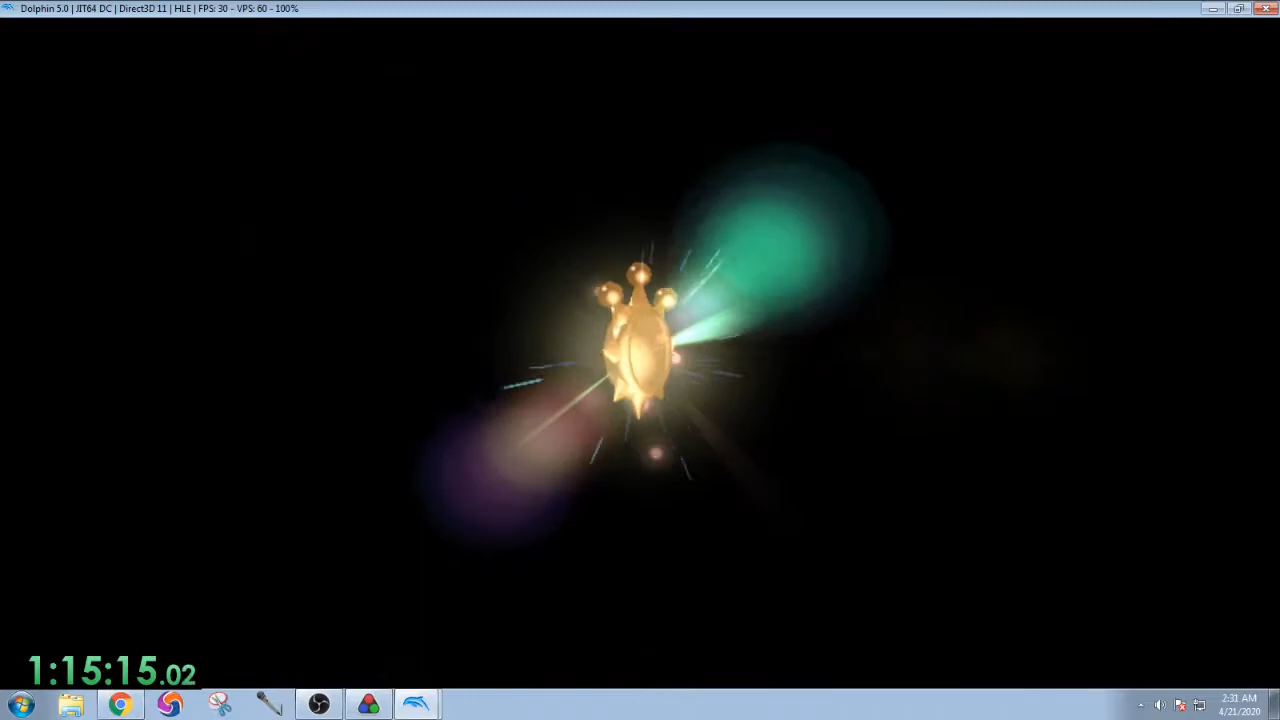 Dolphin 5.0 | JIT64 DC | Direct3D 11 | HLE | FPS: 30 - VPS: 60 - 100%
1:15:15.02
2:31 AM
4/21/2020